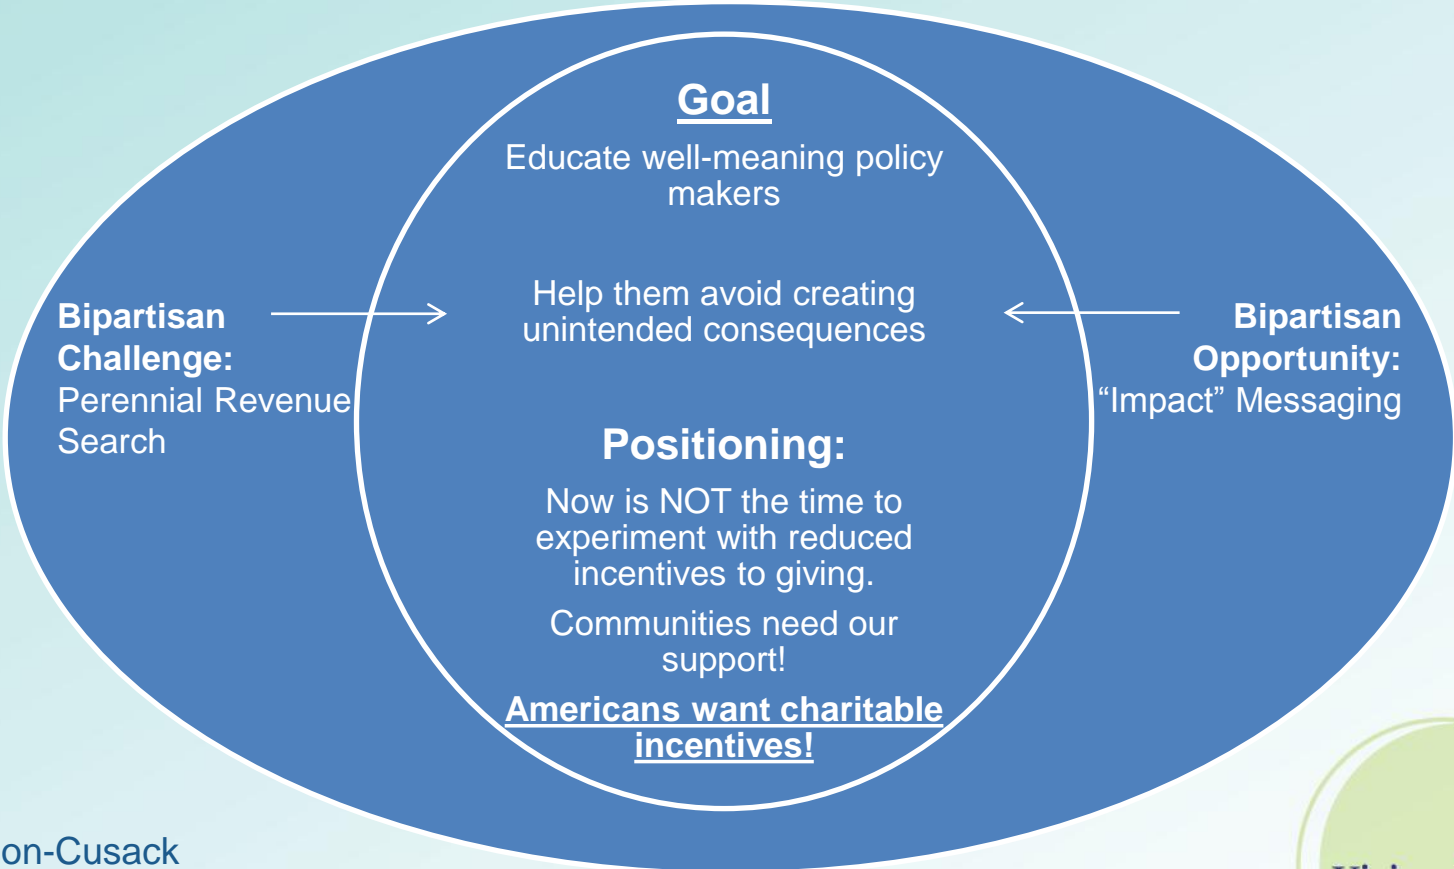 Goal
Educate well-meaning policy
makers
Help them avoid creating
unintended consequences
Bipartisan
Challenge:
Perennial Revenue
Search
Bipartisan
Opportunity:
“Impact” Messaging
Positioning:
Now is NOT the time to
experiment with reduced
incentives to giving.
Communities need our
support!
Americans want charitable
incentives!
on-Cusack